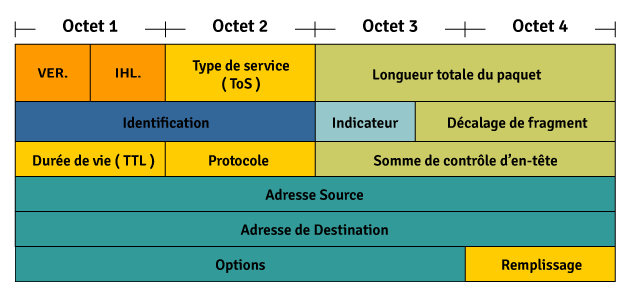 Octet 1 Octet 2 Octet 3 Octet 4
VER. IHL. Type de service
( ToS ) Longueur totale du paquet
Identification Indicateur Décalage de fragment
Durée de vie ( TTL ) Protocole Somme de contrôle d'en-tête
Adresse Source
Adresse de Destination
Options Remplissage